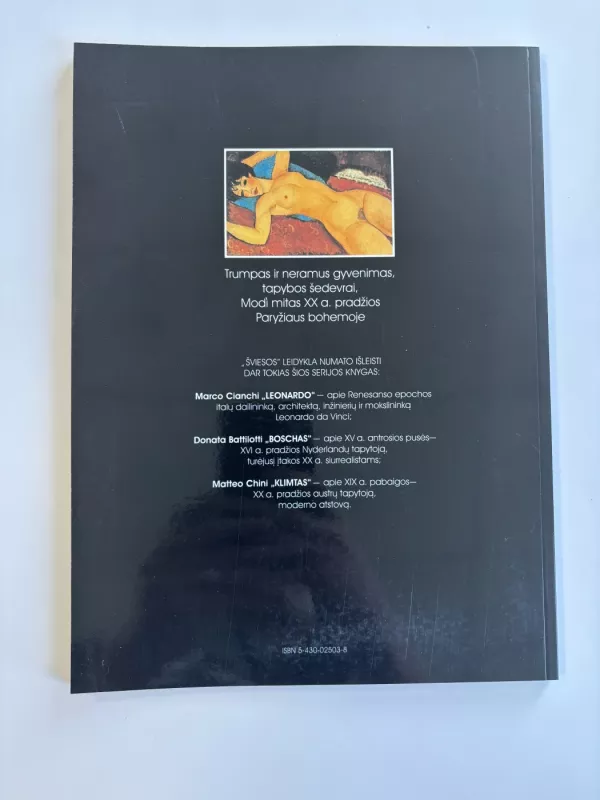 Trumpas ir neramus gyvenimas,
tapybos šedevrai,
Modì mitas XX a. pradžios
Paryžiaus bohemoje
„ŠVIESOS" LEIDYKLA NUMATO IŠLEISTI
DAR TOKIAS ŠIOS SERIJOS KNYGAS:
Marco Cianchi „LEONARDO" — apie Renesanso epochos
italų dailininką, architektą, inžinierių ir mokslininką
Leonardo da Vinci;
Donata Battilotti „BOSCHAS" — apie XV a. antrosios pusės—
XVI a. pradžios Nyderlandų tapytoją,
turėjusį įtakos XX a. siurrealistams;
Matteo Chini „KLIMTAS" — apie XIX a. pabaigos—
XX a. pradžios austrų tapytoją,
moderno atstovą.
ISBN 5-430-02503-8